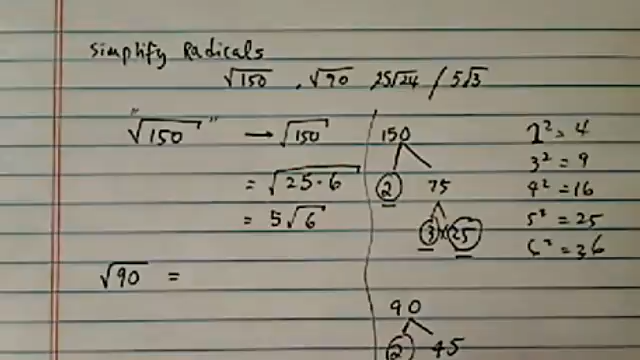 Simplify Radicals
√150 , √90 25√24 / 5√3
"√150" → √150
= √25·6
= 5√6
√90 =
150
2 75
3 × 25
90
2 45
2² = 4
3² = 9
4² = 16
5² = 25
6² = 36